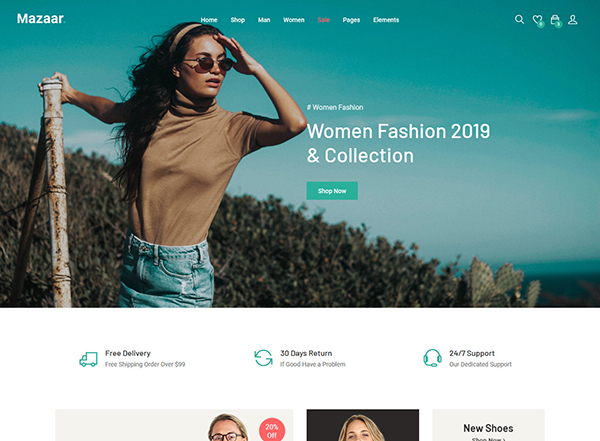 Mazaar.
Home Shop Man Women Sale Pages Elements
# Women Fashion
Women Fashion 2019
& Collection
Shop Now
Free Delivery
Free Shipping Order Over $99
30 Days Return
If Good Have a Problem
24/7 Support
Our Dedicated Support
20%
Off
New Shoes
Shop Now >